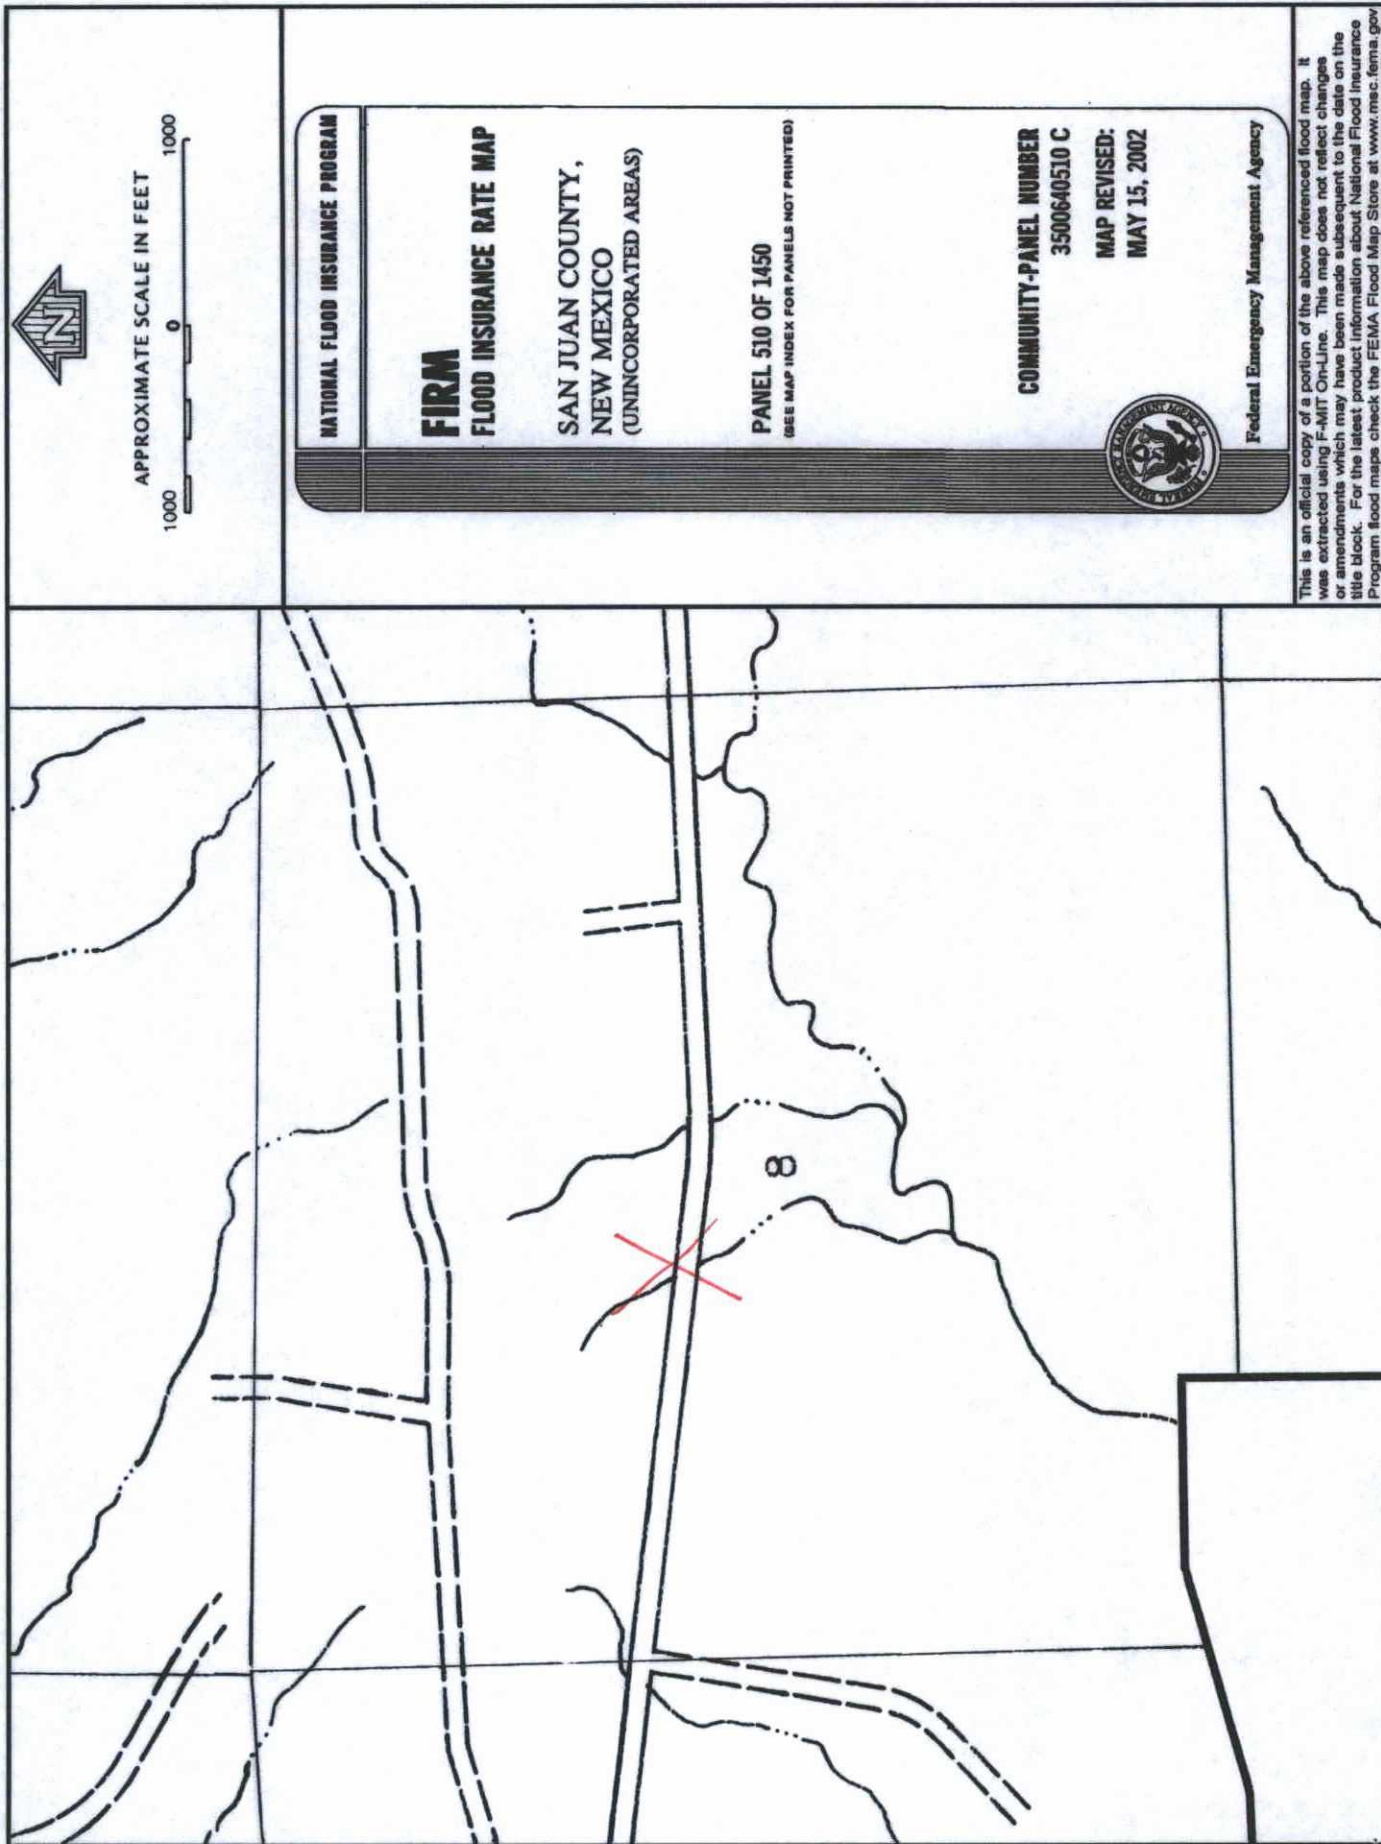 APPROXIMATE SCALE IN FEET
1000 0 1000
NATIONAL FLOOD INSURANCE PROGRAM
FIRM
FLOOD INSURANCE RATE MAP
SAN JUAN COUNTY,
NEW MEXICO
(UNINCORPORATED AREAS)
PANEL 510 OF 1450
(SEE MAP INDEX FOR PANELS NOT PRINTED)
COMMUNITY-PANEL NUMBER
3500640510 C
MAP REVISED:
MAY 15, 2002
Federal Emergency Management Agency
This is an official copy of a portion of the above referenced flood map. It
was extracted using F-MIT On-Line. This map does not reflect changes
or amendments which may have been made subsequent to the date on the
title block. For the latest product information about National Flood Insurance
Program flood maps check the FEMA Flood Map Store at www.msc.fema.gov
N
8